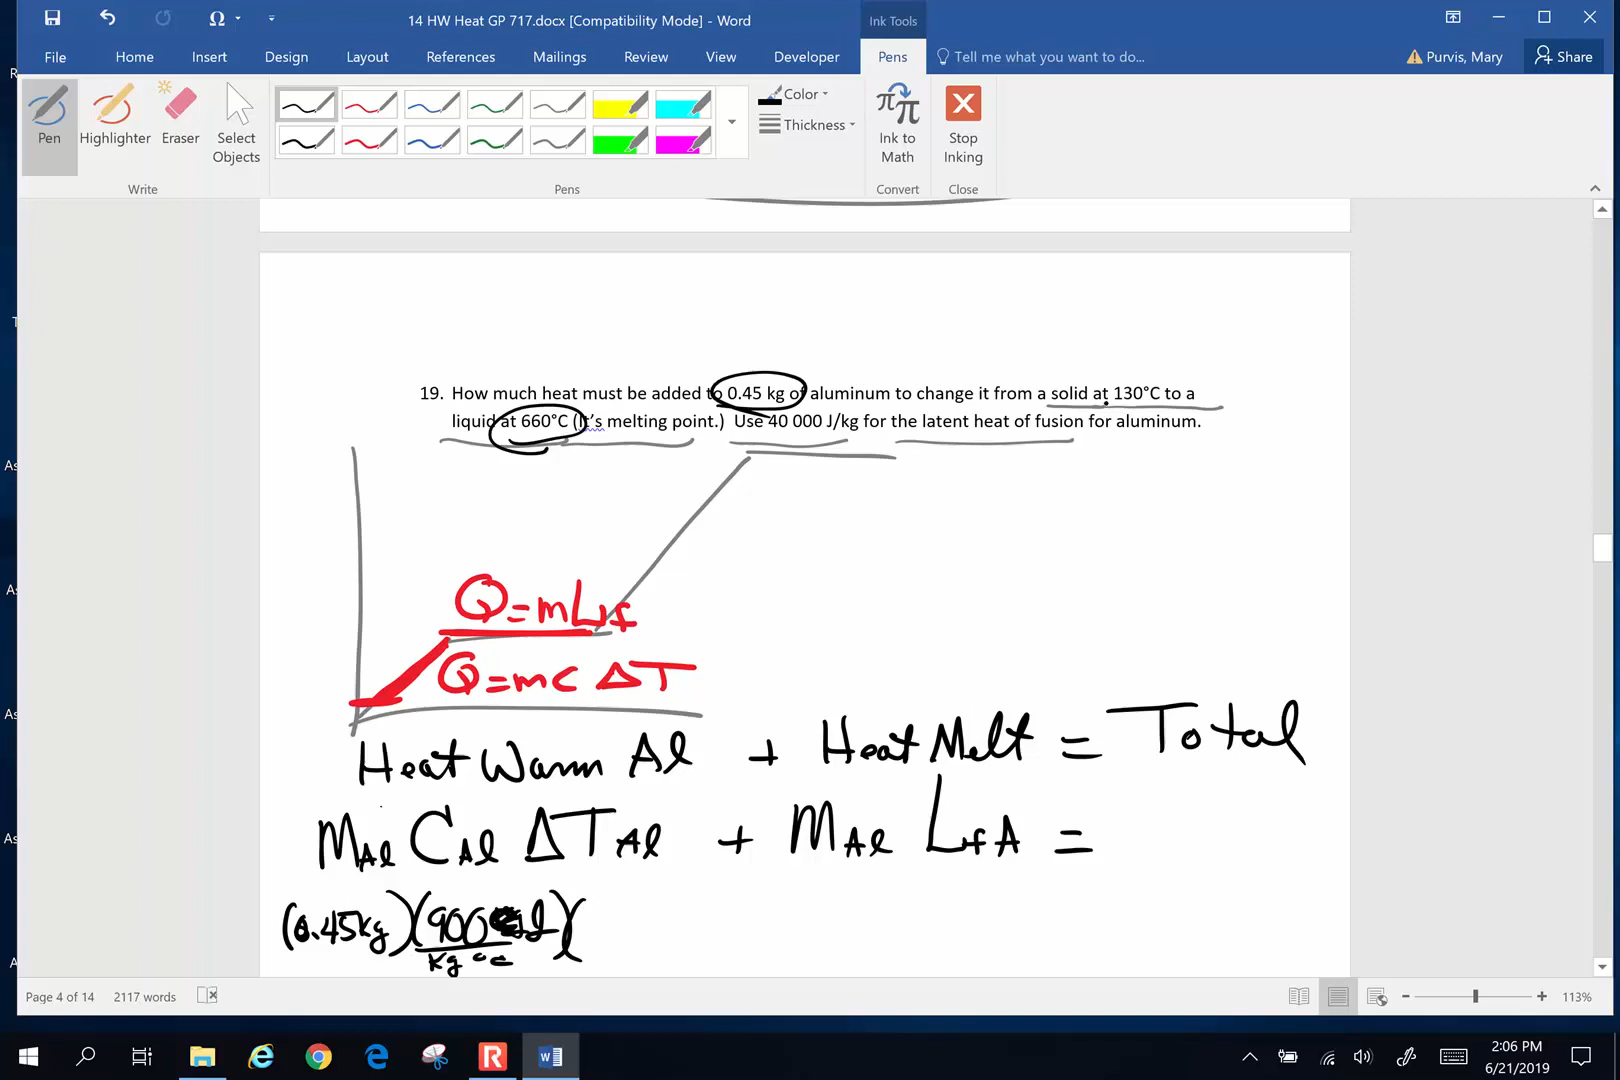 14 HW Heat GP 717.docx [Compatibility Mode] - Word
Ink Tools
File Home Insert Design Layout References Mailings Review View Developer Pens Tell me what you want to do... Purvis, Mary Share
Pen Highlighter Eraser Select Objects
Color
Thickness
Ink to Math
Stop Inking
Write Pens Convert Close
19. How much heat must be added to 0.45 kg of aluminum to change it from a solid at 130°C to a
liquid at 660°C (It's melting point.) Use 40 000 J/kg for the latent heat of fusion for aluminum.
Q=mLf
Q=mc ΔT
Heat Warm Al + Heat Melt = Total
MAl CAl ΔTAl + MAl LfA =
(0.45kg)(900 J)(
kg °C
Page 4 of 14 2117 words 113%
2:06 PM
6/21/2019